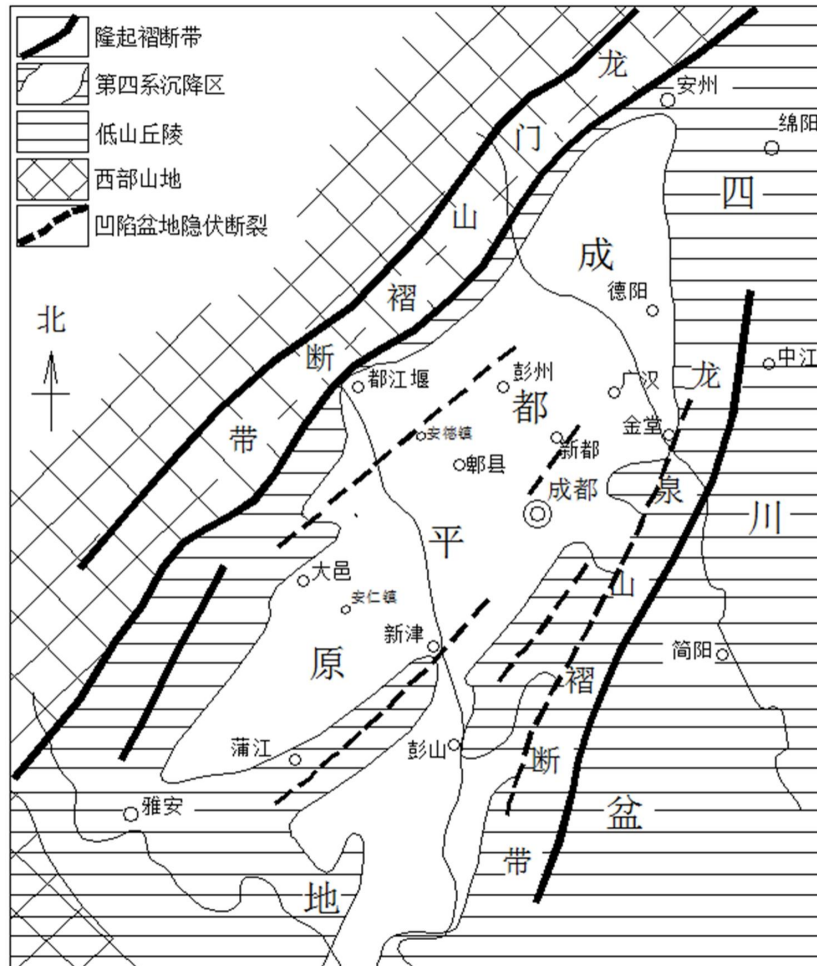 隆起褶断带
第四系沉降区
低山丘陵
西部山地
凹陷盆地隐伏断裂
北
龙门山褶断带
安州
绵阳
四川盆地
成都平原
德阳
中江
龙泉山褶断带
都江堰
彭州
广汉
安德镇
郫县
新都
金堂
成都
大邑
安仁镇
新津
简阳
蒲江
彭山
雅安